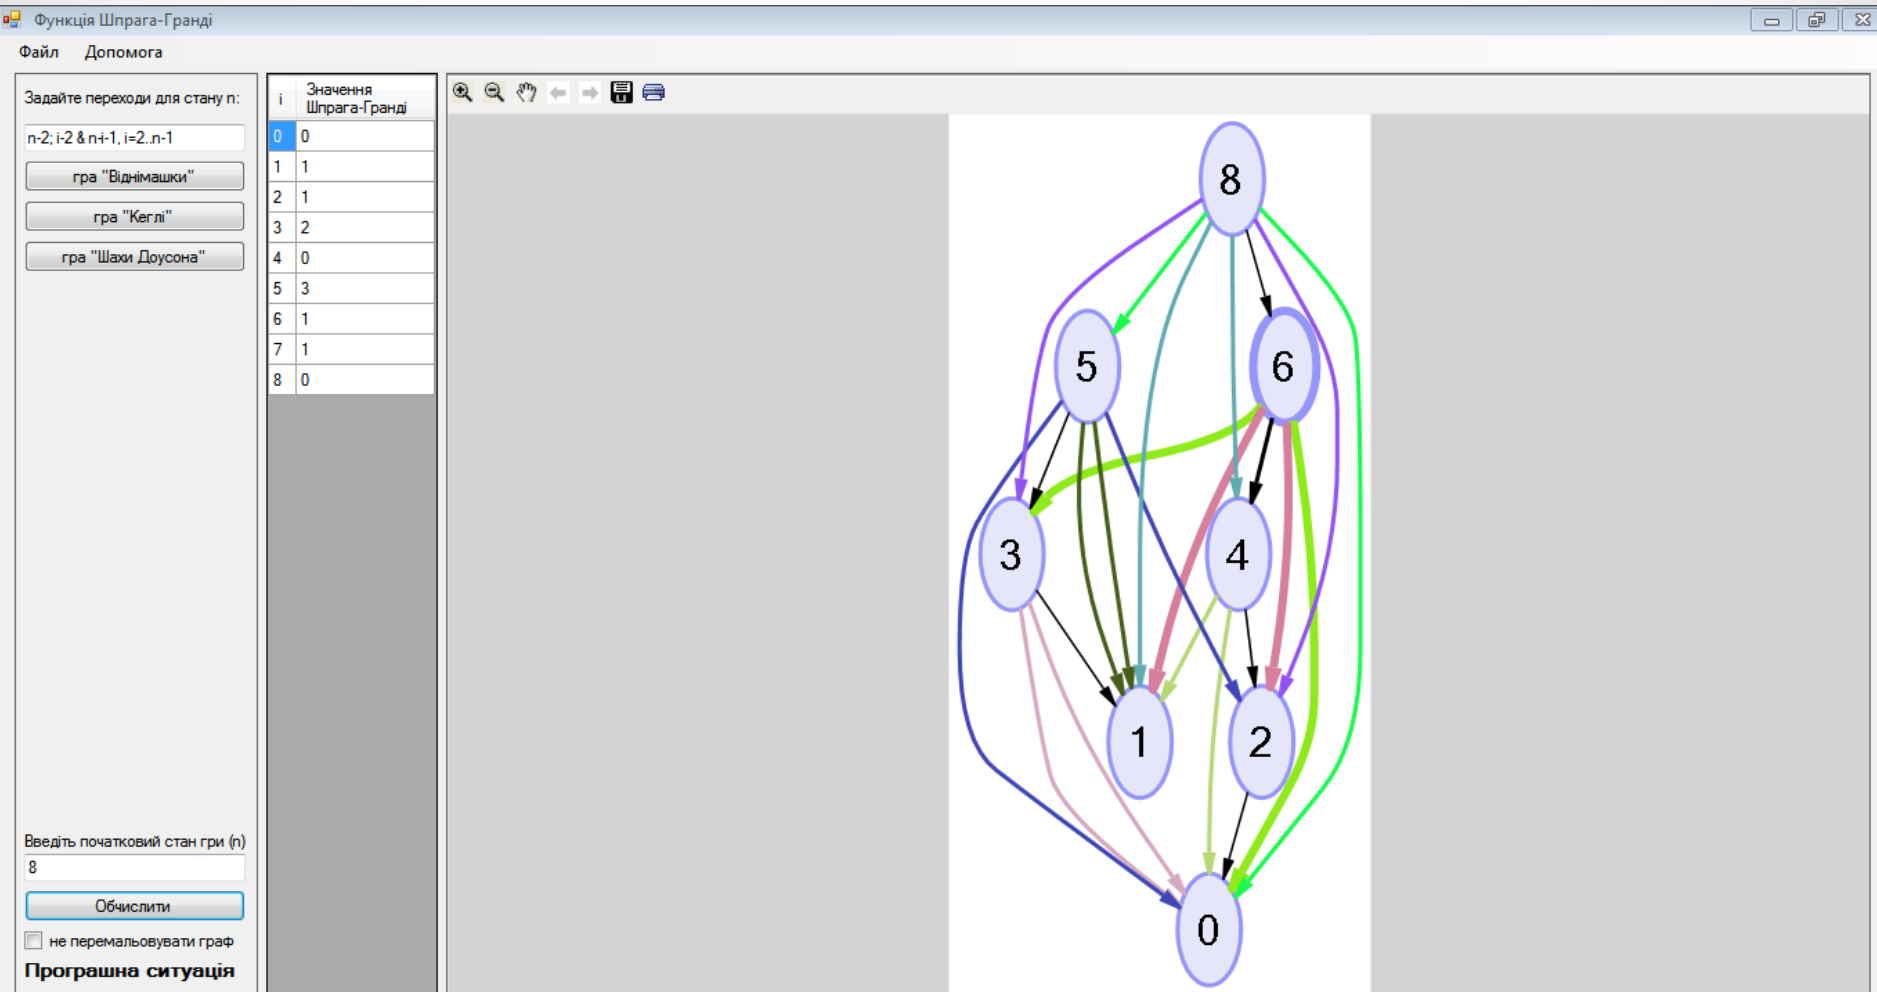 Функція Шпрага-Гранді
Файл Допомога
Задайте переходи для стану n:
n-2; i-2 & n-i-1, i=2..n-1
гра "Віднімашки"
гра "Кеглі"
гра "Шахи Доусона"
Введіть початковий стан гри (n)
8
Обчислити
не перемальовувати граф
Програшна ситуація
i Значення
Шпрага-Гранді
0 0
1 1
2 1
3 2
4 0
5 3
6 1
7 1
8 0
8
5 6
3 4
1 2
0